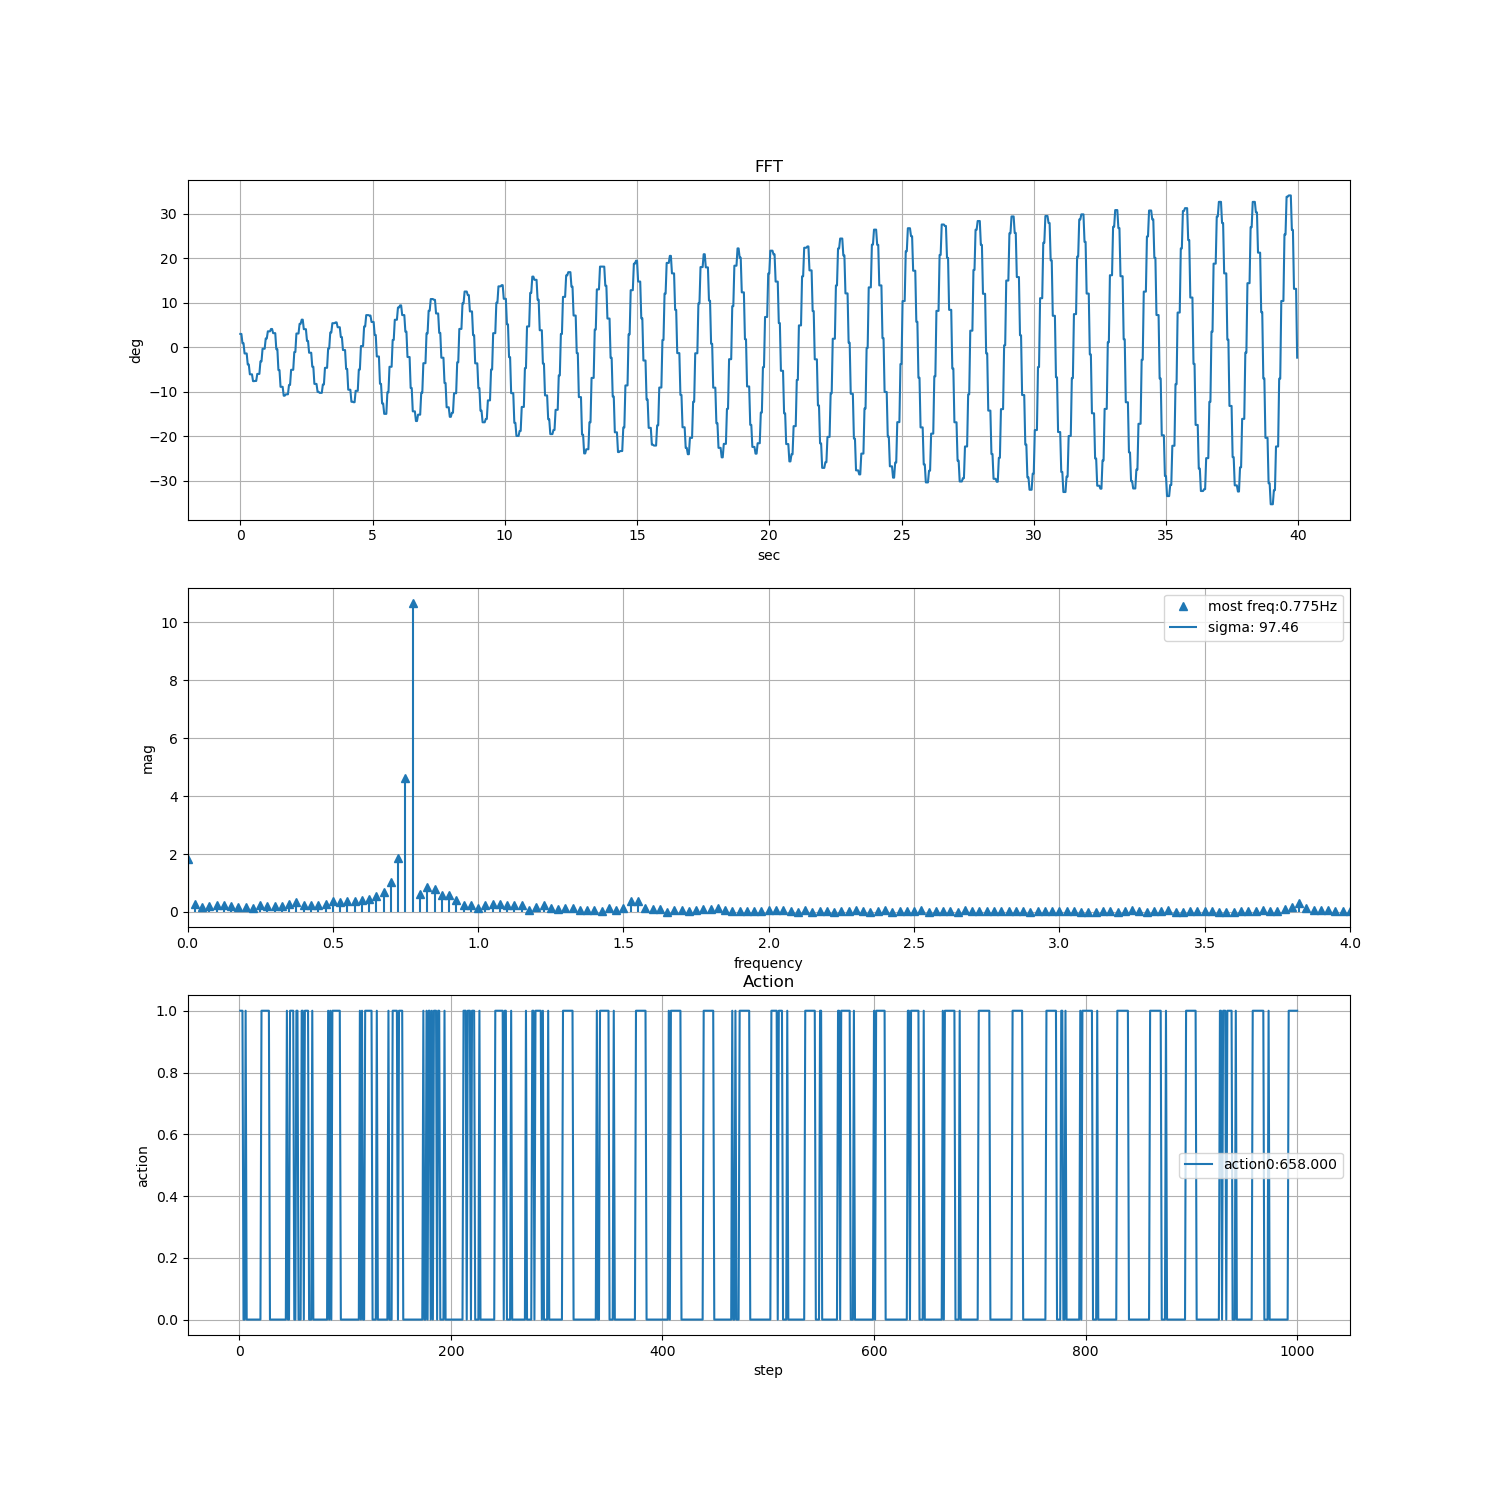 FFT
30
20
10
0
−10
−20
−30
deg
0 5 10 15 20 25 30 35 40
sec
10
8
6
4
2
0
mag
most freq:0.775Hz
sigma: 97.46
0.0 0.5 1.0 1.5 2.0 2.5 3.0 3.5 4.0
frequency
Action
1.0
0.8
0.6
0.4
0.2
0.0
action
action0:658.000
0 200 400 600 800 1000
step